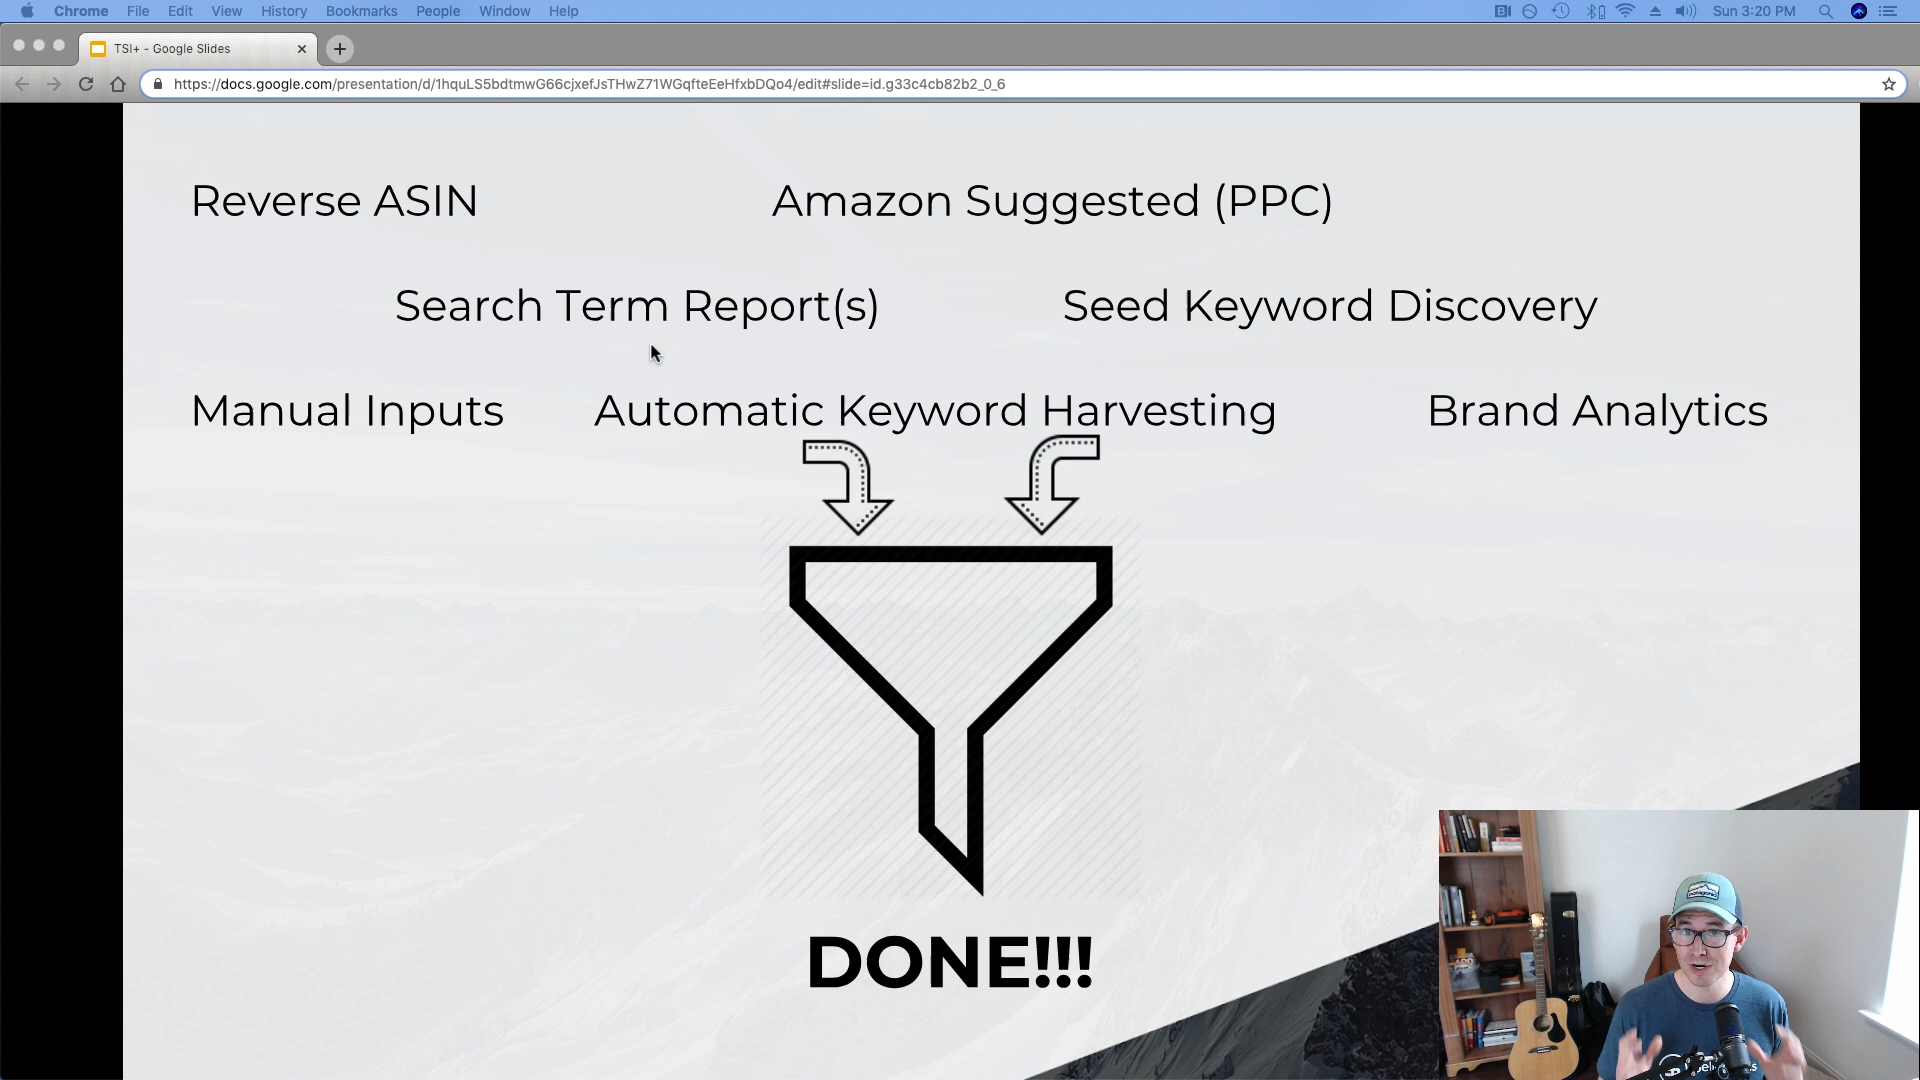 Chrome File Edit View History Bookmarks People Window Help Sun 3:20 PM
TSI+ - Google Slides
https://docs.google.com/presentation/d/1hquLS5bdtmwG66cjxefJsTHwZ71WGqfteEeHfxbDQo4/edit#slide=id.g33c4cb82b2_0_6
Reverse ASIN Amazon Suggested (PPC)
Search Term Report(s) Seed Keyword Discovery
Manual Inputs Automatic Keyword Harvesting Brand Analytics
DONE!!!
patagonia